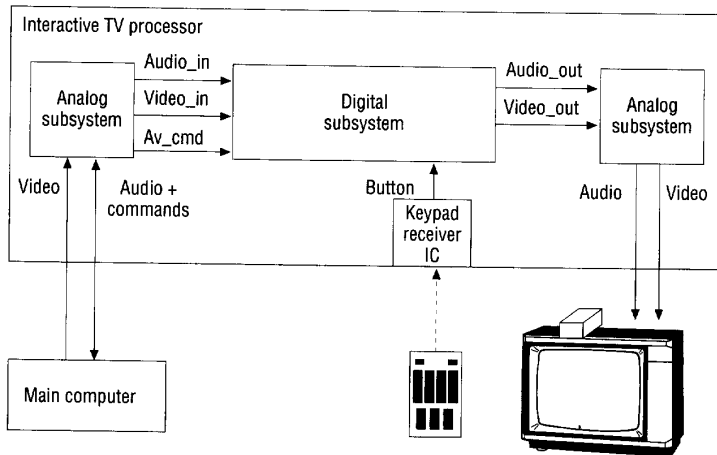 Interactive TV processor
Analog
subsystem
Audio_in
Video_in
Av_cmd
Digital
subsystem
Audio_out
Video_out
Analog
subsystem
Video
Audio +
commands
Button
Keypad
receiver
IC
Audio
Video
Main computer